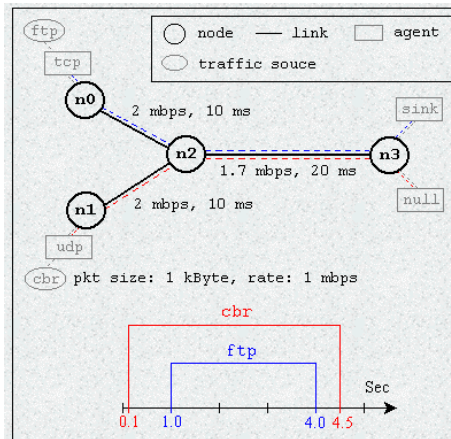 ftp
tcp
node
link
agent
traffic souce
n0
2 mbps, 10 ms
sink
n2
n3
1.7 mbps, 20 ms
n1
2 mbps, 10 ms
null
udp
cbr
pkt size: 1 kByte, rate: 1 mbps
cbr
ftp
Sec
0.1 1.0 4.0 4.5